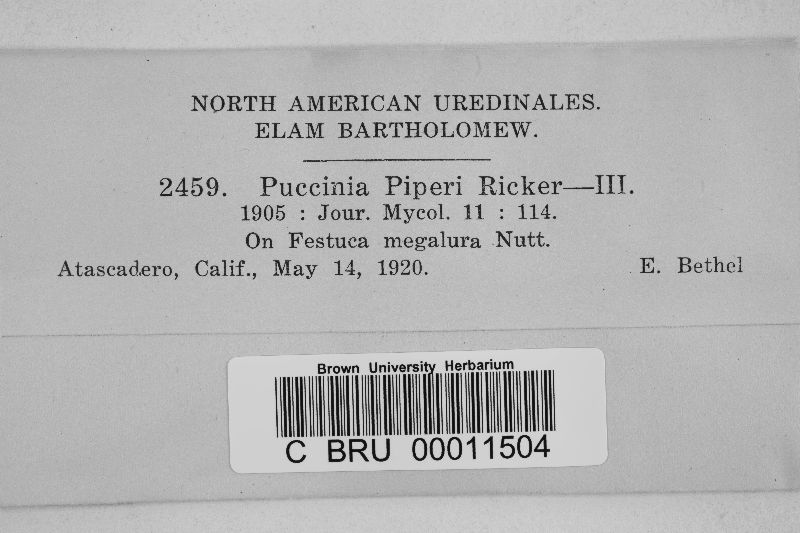 NORTH AMERICAN UREDINALES.
ELAM BARTHOLOMEW.
2459. Puccinia Piperi Ricker—III.
1905 : Jour. Mycol. 11 : 114.
On Festuca megalura Nutt.
Atascadero, Calif., May 14, 1920. E. Bethel
Brown University Herbarium
C BRU 00011504